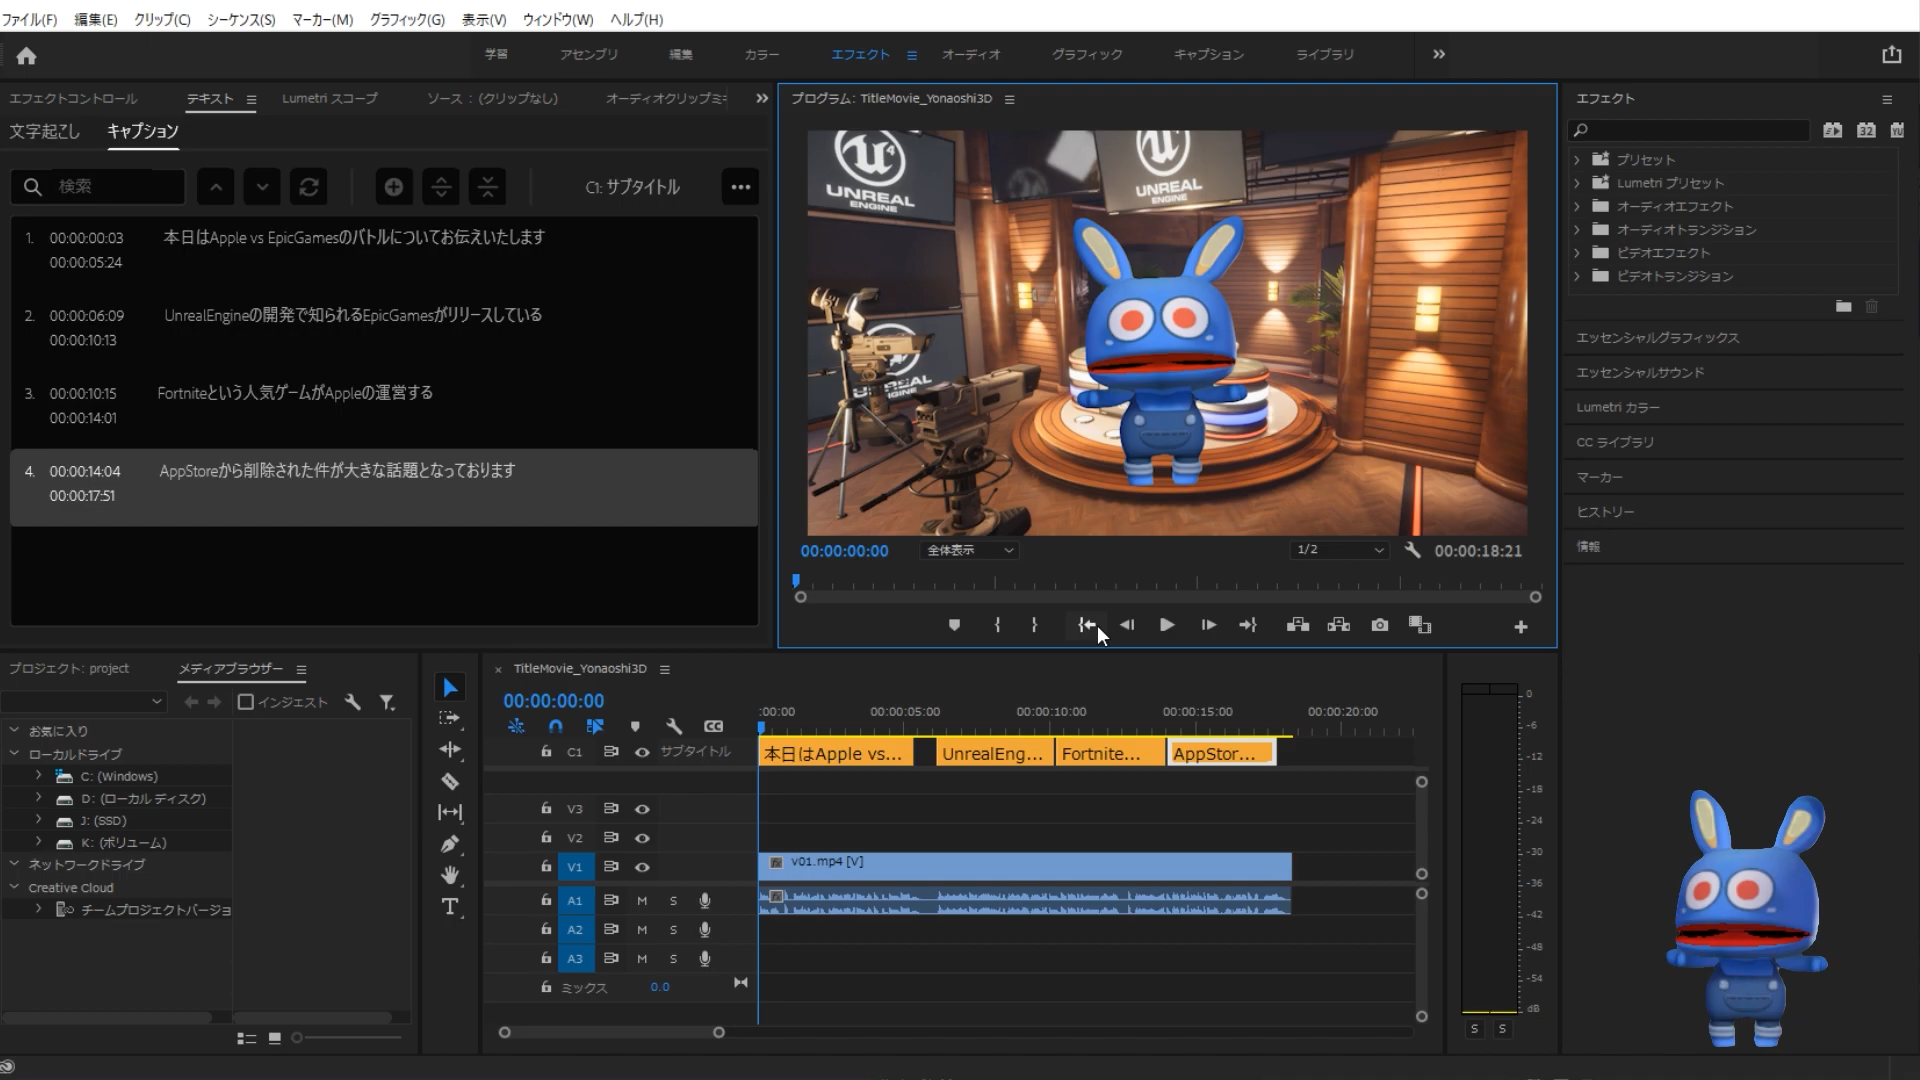 ファイル(F) 編集(E) クリップ(C) シーケンス(S) マーカー(M) グラフィック(G) 表示(V) ウィンドウ(W) ヘルプ(H)
学習 アセンブリ 編集 カラー エフェクト オーディオ グラフィック キャプション ライブラリ
エフェクトコントロール テキスト Lumetri スコープ ソース：(クリップなし) オーディオクリップミキ
文字起こし キャプション
検索 C1: サブタイトル
1. 00:00:00:03 本日はApple vs EpicGamesのバトルについてお伝えいたします
00:00:05:24
2. 00:00:06:09 UnrealEngineの開発で知られるEpicGamesがリリースしている
00:00:10:13
3. 00:00:10:15 Fortniteという人気ゲームがAppleの運営する
00:00:14:01
4. 00:00:14:04 AppStoreから削除された件が大きな話題となっております
00:00:17:51
プログラム: TitleMovie_Yonaoshi3D
UNREAL
ENGINE
UNREAL
ENGINE
UNREAL
ENGINE
00:00:00:00 全体表示 1/2 00:00:18:21
エフェクト
32 YU
プリセット
Lumetri プリセット
オーディオエフェクト
オーディオトランジション
ビデオエフェクト
ビデオトランジション
エッセンシャルグラフィックス
エッセンシャルサウンド
Lumetri カラー
CC ライブラリ
マーカー
ヒストリー
情報
プロジェクト: project メディアブラウザー
インジェスト
お気に入り
ローカルドライブ
C: (Windows)
D: (ローカル ディスク)
J: (SSD)
K: (ボリューム)
ネットワークドライブ
Creative Cloud
チームプロジェクトバージョ
T
× TitleMovie_Yonaoshi3D
00:00:00:00
CC
:00:00 00:00:05:00 00:00:10:00 00:00:15:00 00:00:20:00
C1 サブタイトル 本日はApple vs... UnrealEng... Fortnite... AppStor...
V3
V2
V1 fx v01.mp4 [V]
A1 M S
A2 M S
A3 M S
ミックス 0.0
0
-6
-12
-18
-24
-30
-36
-42
-48
-54
dB
S S